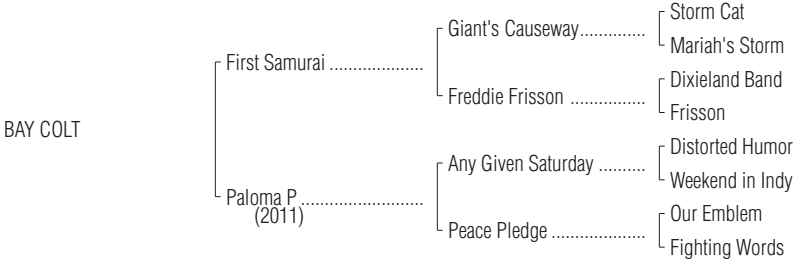 Storm Cat
Giant's Causeway..............
Mariah's Storm
First Samurai ....................
Dixieland Band
Freddie Frisson ................
Frisson
BAY COLT
Distorted Humor
Any Given Saturday ..........
Weekend in Indy
Paloma P ..........................
(2011)
Our Emblem
Peace Pledge ....................
Fighting Words